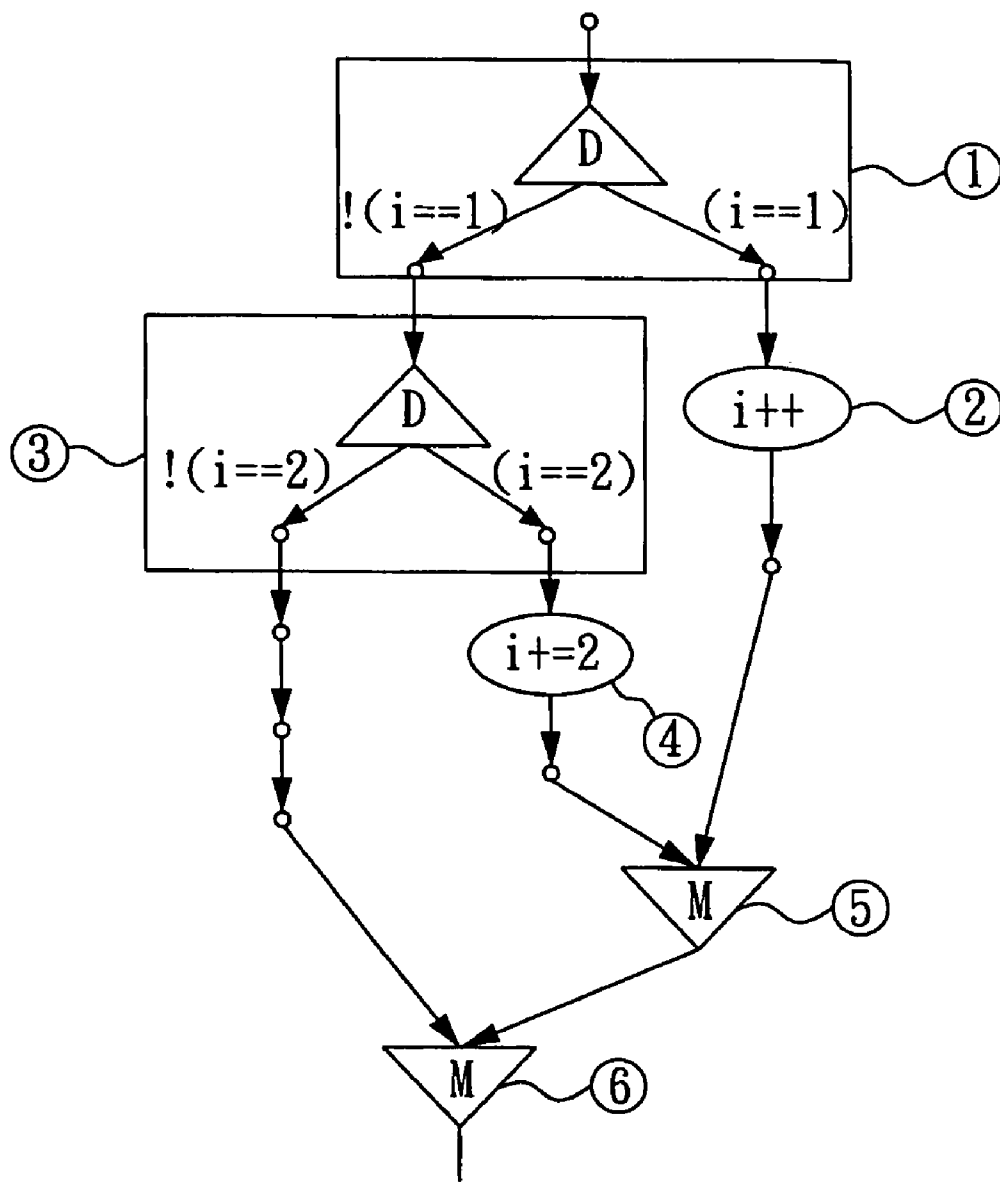 D
①
!(i==1) (i==1)
D
i++
②
③
!(i==2) (i==2)
i+=2
④
M
⑤
M
⑥